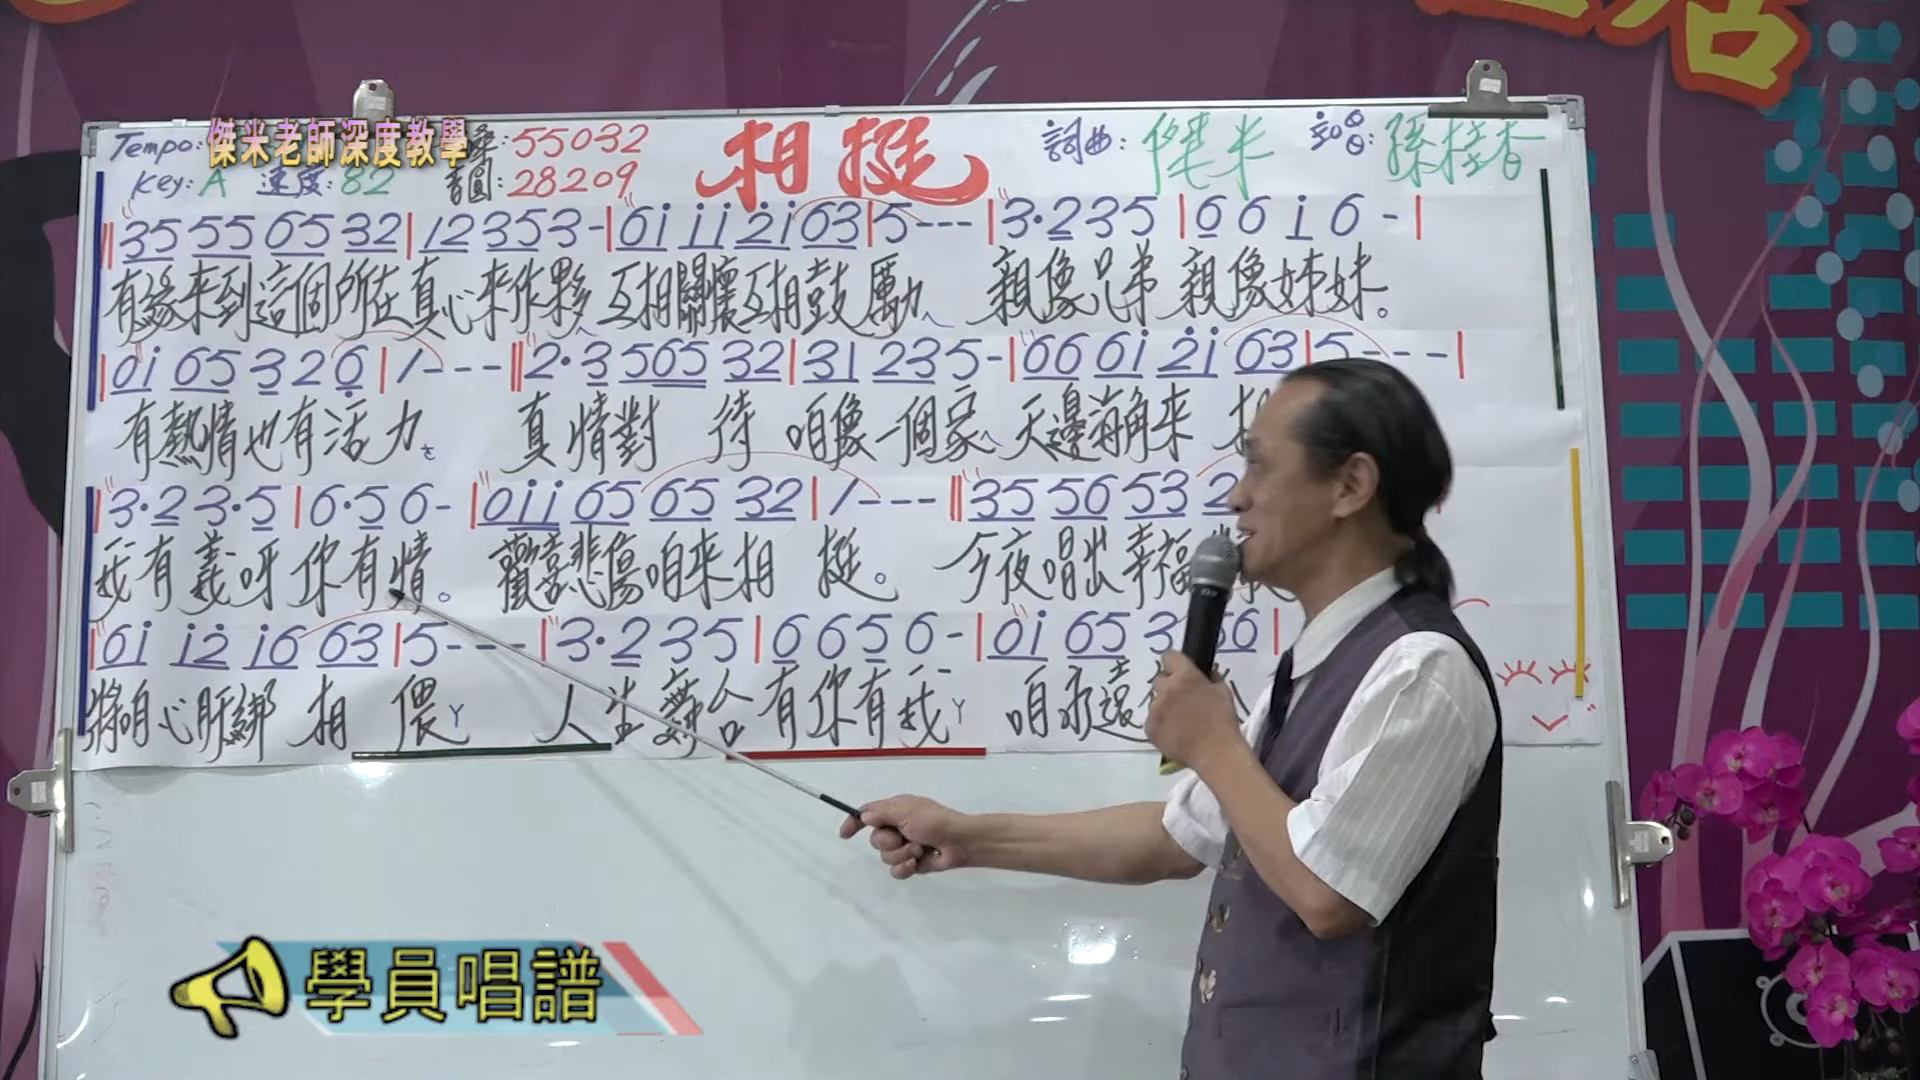 傑米老師深度教學
Tempo:
桑:55032
相挺
詞曲:傑米
Key:A 速度:82
音圓:28209
35 55 65 32|12 353-|6i ii 2i 63|5---|3·235|66i6-|
有緣來到這個所在真心來作夥 互相關懷互相鼓勵 親像兄弟 親像姊妹。
0i 65 3 2 6|1---||2·3 565 32|31 235-|66 6i 2i 63|5---|
有熱情也有活力 真情對待 咱像一個家 天邊海角來
3·2 3·5|6·5 6-|0ii 65 65 32|1---||35 56 53
我有義呀你有情。 歡喜悲傷咱來相挺。 今夜唱出幸福
6i i2 i6 63|5---|3·2 35|6 6 5 6-|0i 65
將咱心肝綁相偎 人生舞台有你有我 咱永遠
學員唱譜